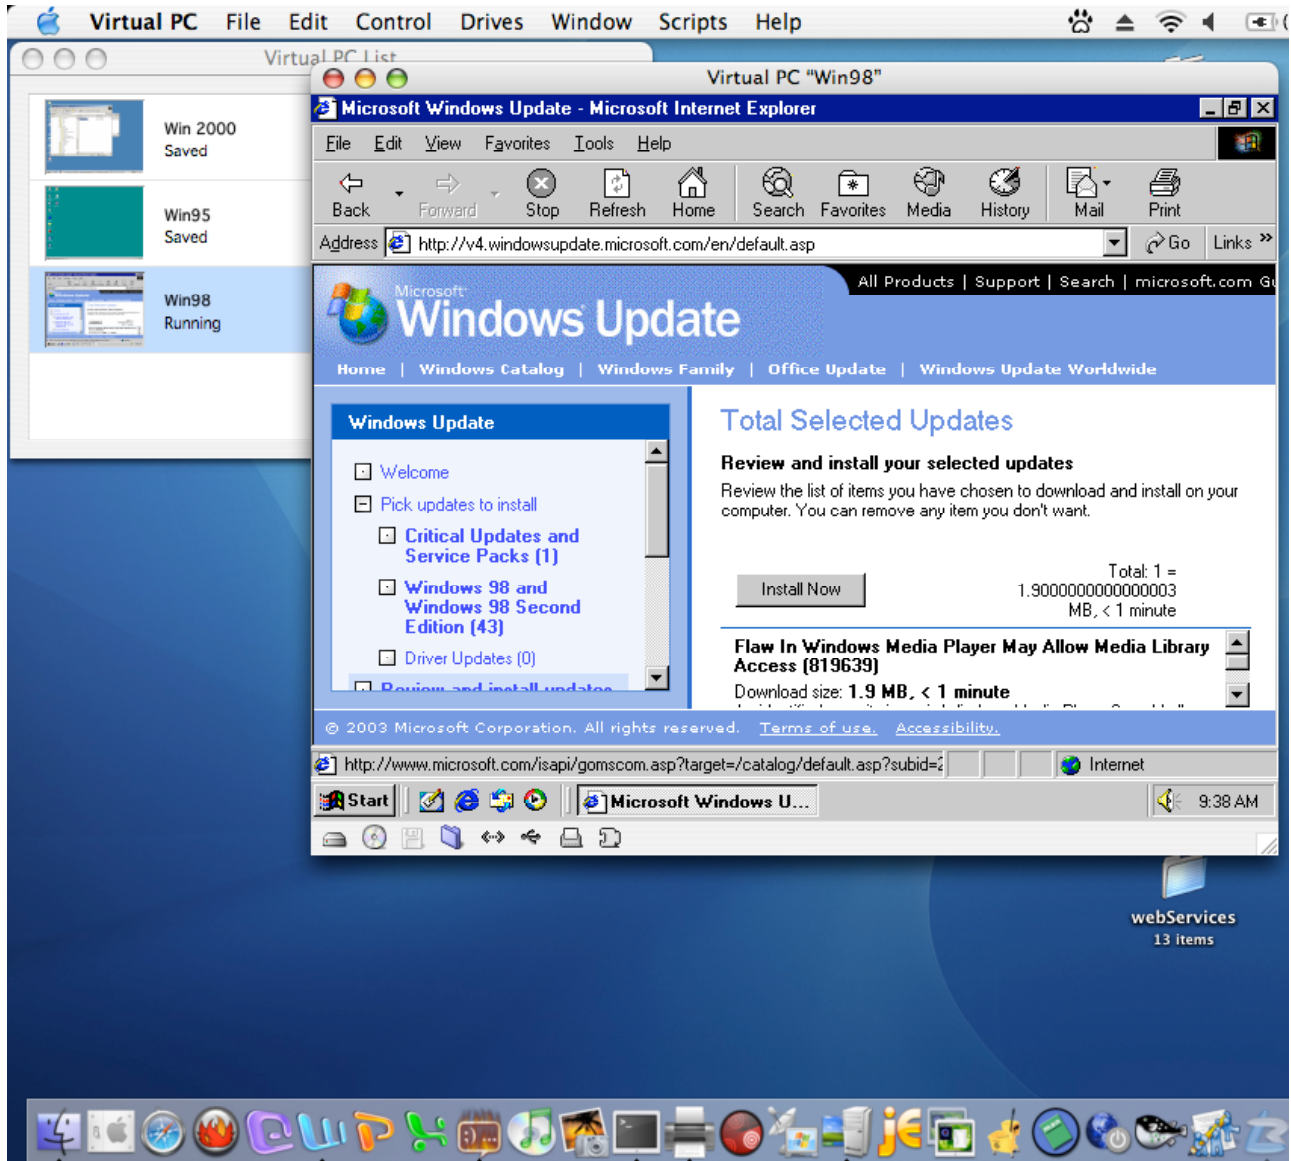 Virtual PC File Edit Control Drives Window Scripts Help
Virtual PC List
Win 2000
Saved
Win95
Saved
Win98
Running
Virtual PC "Win98"
Microsoft Windows Update - Microsoft Internet Explorer
File Edit View Favorites Tools Help
Back Forward Stop Refresh Home Search Favorites Media History Mail Print
Address http://v4.windowsupdate.microsoft.com/en/default.asp Go Links »
All Products | Support | Search | microsoft.com
Microsoft
Windows Update
Home | Windows Catalog | Windows Family | Office Update | Windows Update Worldwide
Windows Update
Welcome
Pick updates to install
Critical Updates and
Service Packs (1)
Windows 98 and
Windows 98 Second
Edition (43)
Driver Updates (0)
Review and install updates
Total Selected Updates
Review and install your selected updates
Review the list of items you have chosen to download and install on your
computer. You can remove any item you don't want.
Install Now
Total: 1 =
1.9000000000000003
MB, < 1 minute
Flaw In Windows Media Player May Allow Media Library
Access (819639)
Download size: 1.9 MB, < 1 minute
© 2003 Microsoft Corporation. All rights reserved. Terms of use. Accessibility.
http://www.microsoft.com/isapi/gomscom.asp?target=/catalog/default.asp?subid=2 Internet
Start Microsoft Windows U... 9:38 AM
webServices
13 items